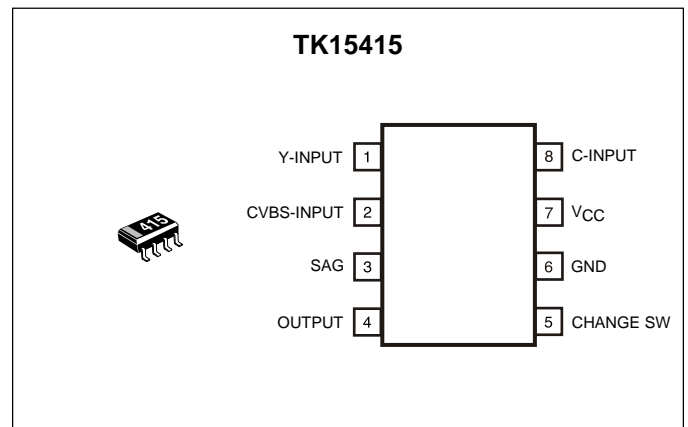 TK15415
Y-INPUT 1
8 C-INPUT
CVBS-INPUT 2
7 VCC
415
SAG 3
6 GND
OUTPUT 4
5 CHANGE SW